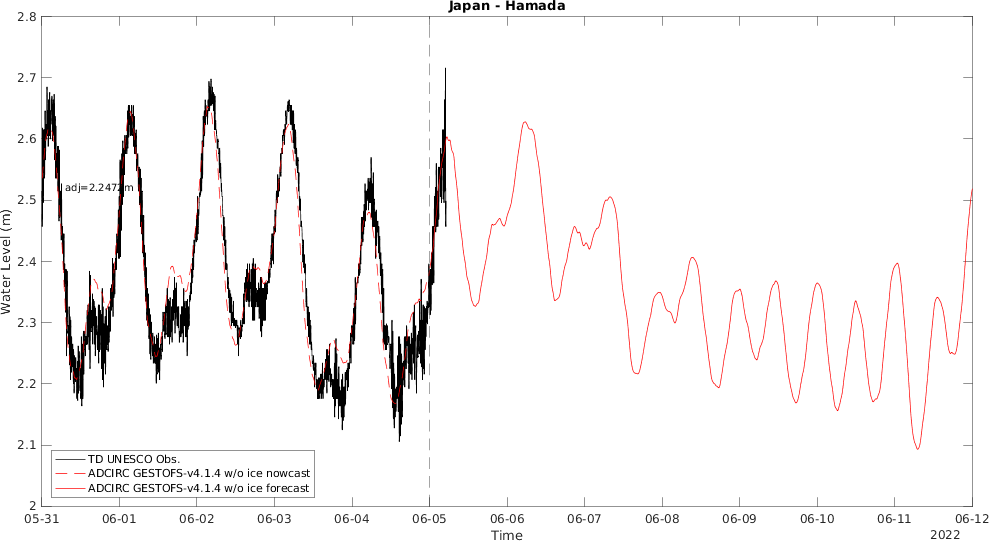 Japan - Hamada
2.8
2.7
2.6
2.5
2.4
2.3
2.2
2.1
2
Water Level (m)
adj=2.2472m
TD UNESCO Obs.
ADCIRC GESTOFS-v4.1.4 w/o ice nowcast
ADCIRC GESTOFS-v4.1.4 w/o ice forecast
05-31 06-01 06-02 06-03 06-04 06-05 06-06 06-07 06-08 06-09 06-10 06-11 06-12
Time
2022